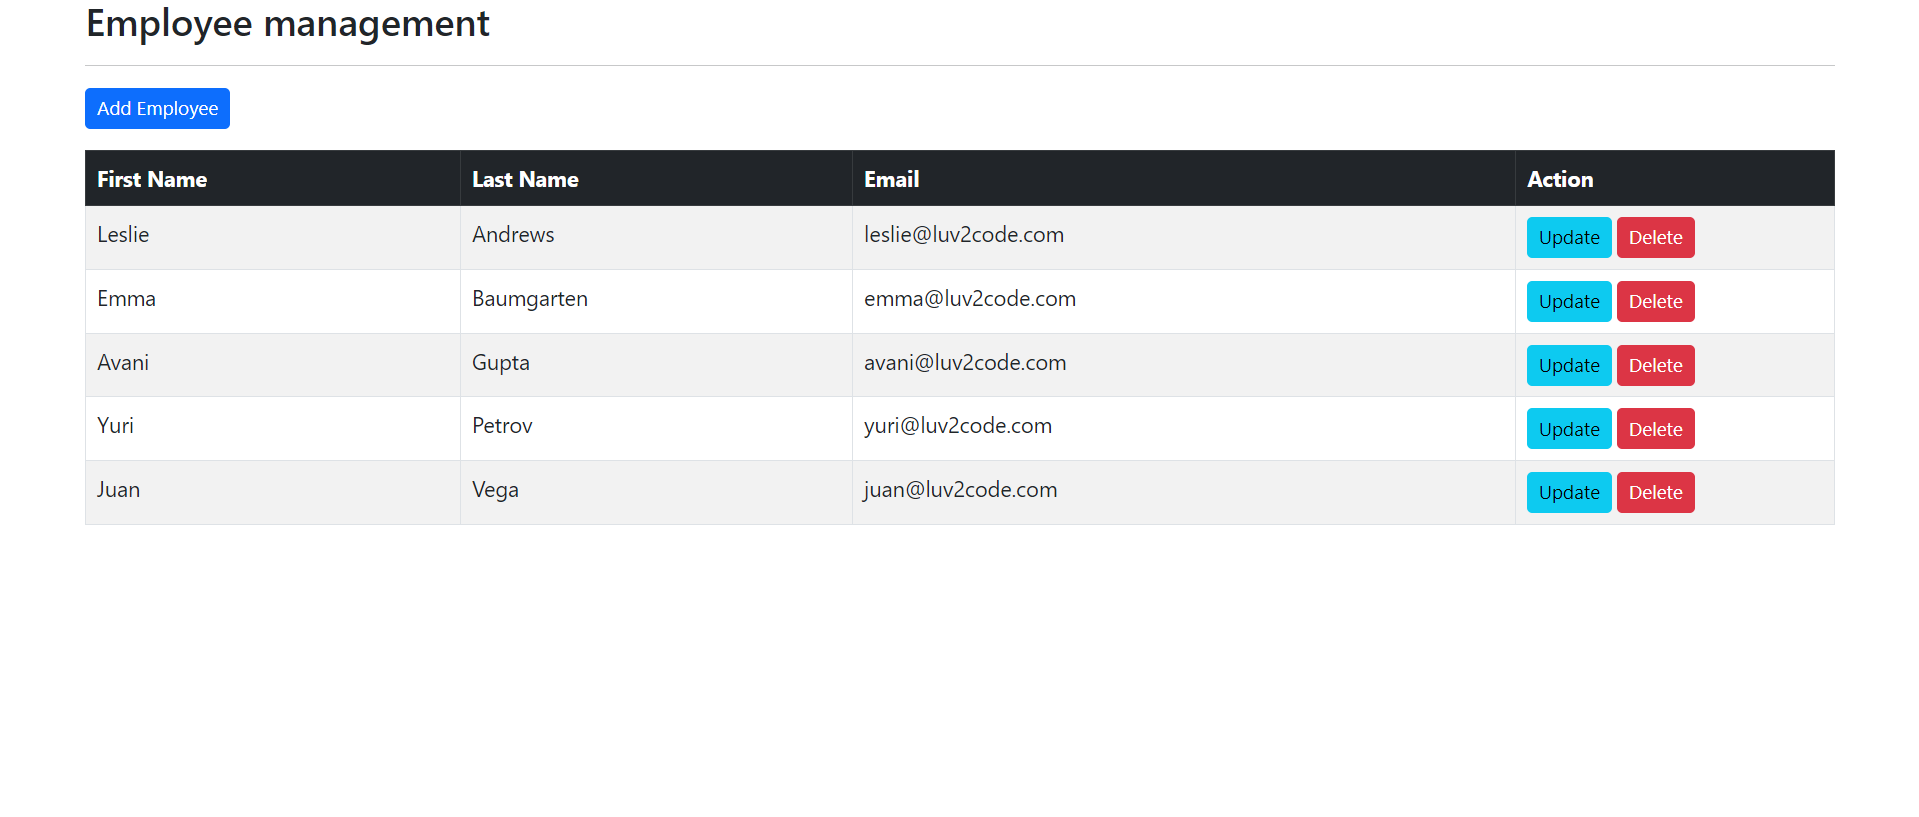 Employee management
Add Employee
First Name Last Name Email Action
Leslie Andrews leslie@luv2code.com Update Delete
Emma Baumgarten emma@luv2code.com Update Delete
Avani Gupta avani@luv2code.com Update Delete
Yuri Petrov yuri@luv2code.com Update Delete
Juan Vega juan@luv2code.com Update Delete